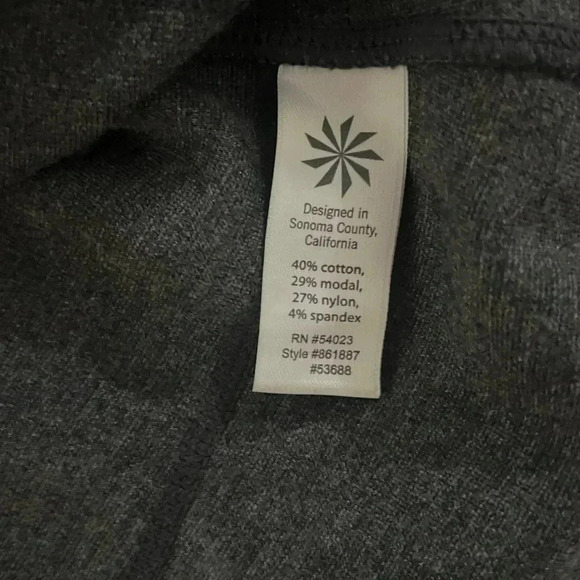 Designed in
Sonoma County,
California
40% cotton,
29% modal,
27% nylon,
4% spandex
RN #54023
Style #861887
#53688